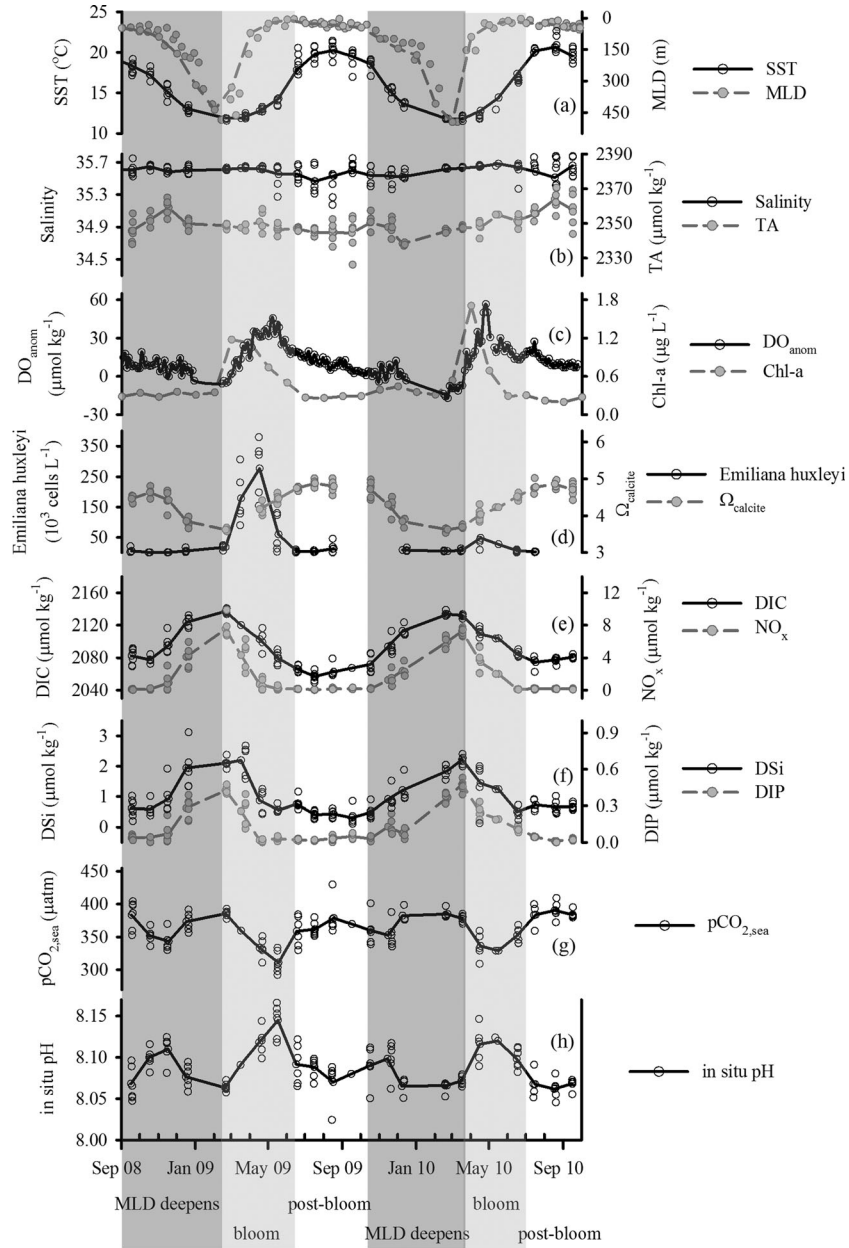 25
20
15
10
SST (°C)
0
150
300
450
MLD (m)
(a)
SST
MLD
35.7
35.3
34.9
34.5
Salinity
2390
2370
2350
2330
TA (μmol kg⁻¹)
(b)
Salinity
TA
60
30
0
-30
DOanom (μmol kg⁻¹)
1.8
1.2
0.6
0.0
Chl-a (μg L⁻¹)
(c)
DOanom
Chl-a
350
250
150
50
Emiliana huxleyi (10³ cells L⁻¹)
6
5
4
3
Ωcalcite
(d)
Emiliana huxleyi
Ωcalcite
2160
2120
2080
2040
DIC (μmol kg⁻¹)
12
8
4
0
NOx (μmol kg⁻¹)
(e)
DIC
NOx
3
2
1
0
DSi (μmol kg⁻¹)
0.9
0.6
0.3
0.0
DIP (μmol kg⁻¹)
(f)
DSi
DIP
450
400
350
300
pCO2,sea (μatm)
(g)
pCO2,sea
8.15
8.10
8.05
8.00
in situ pH
(h)
in situ pH
Sep 08 Jan 09 May 09 Sep 09 Jan 10 May 10 Sep 10
MLD deepens
bloom
post-bloom
MLD deepens
bloom
post-bloom